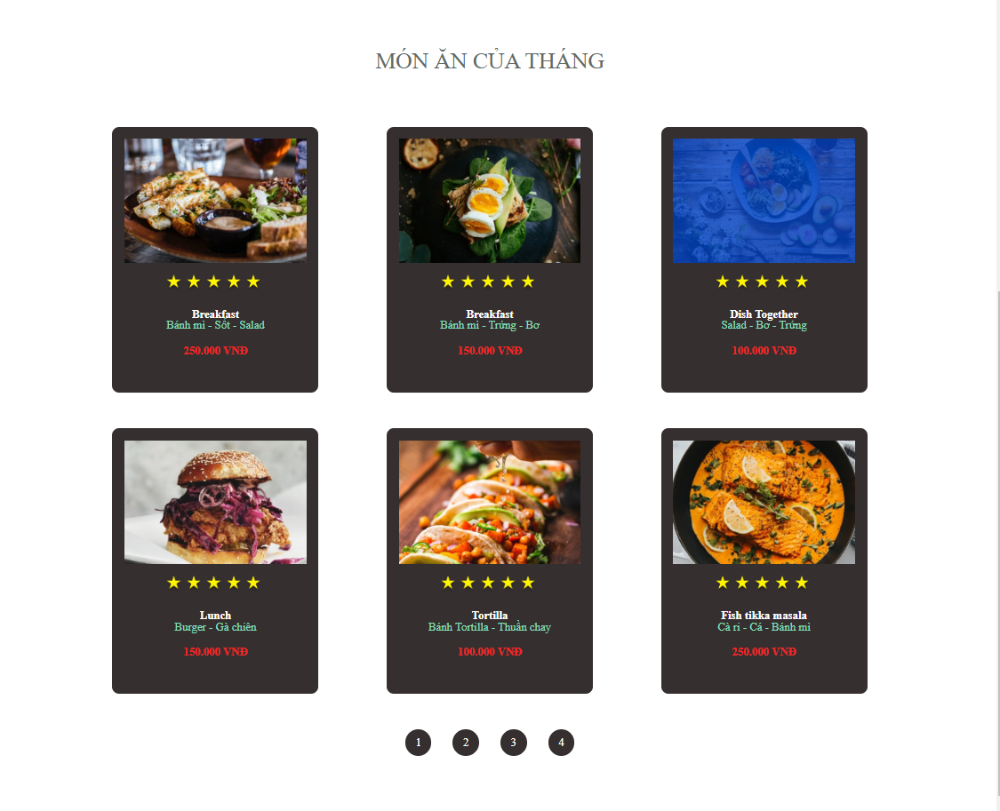 MÓN ĂN CỦA THÁNG
★ ★ ★ ★ ★
Breakfast
Bánh mì - Sốt - Salad
250.000 VNĐ
★ ★ ★ ★ ★
Breakfast
Bánh mì - Trứng - Bơ
150.000 VNĐ
★ ★ ★ ★ ★
Dish Together
Salad - Bơ - Trứng
100.000 VNĐ
★ ★ ★ ★ ★
Lunch
Burger - Gà chiên
150.000 VNĐ
★ ★ ★ ★ ★
Tortilla
Bánh Tortilla - Thuần chay
100.000 VNĐ
★ ★ ★ ★ ★
Fish tikka masala
Cà ri - Cá - Bánh mì
250.000 VNĐ
1 2 3 4